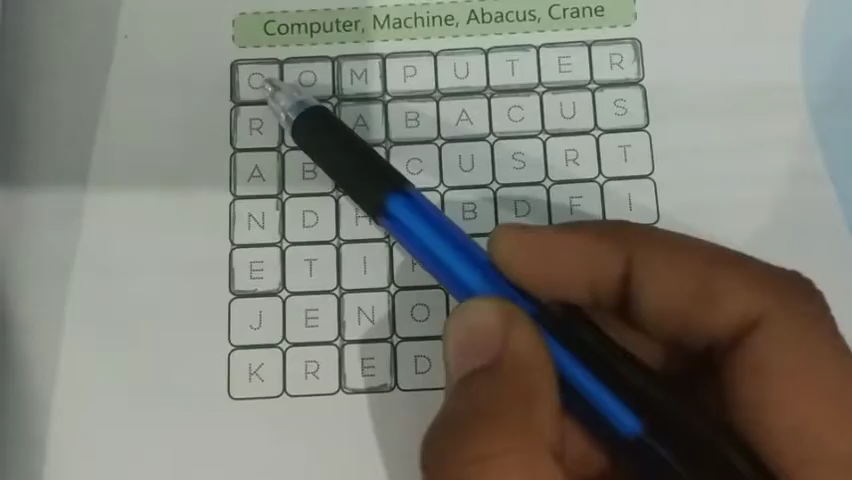 Computer, Machine, Abacus, Crane
C O M P U T E R
R A B A C U S
A B C U S R T
N D H B D F I
E T I
J E N O
K R E D